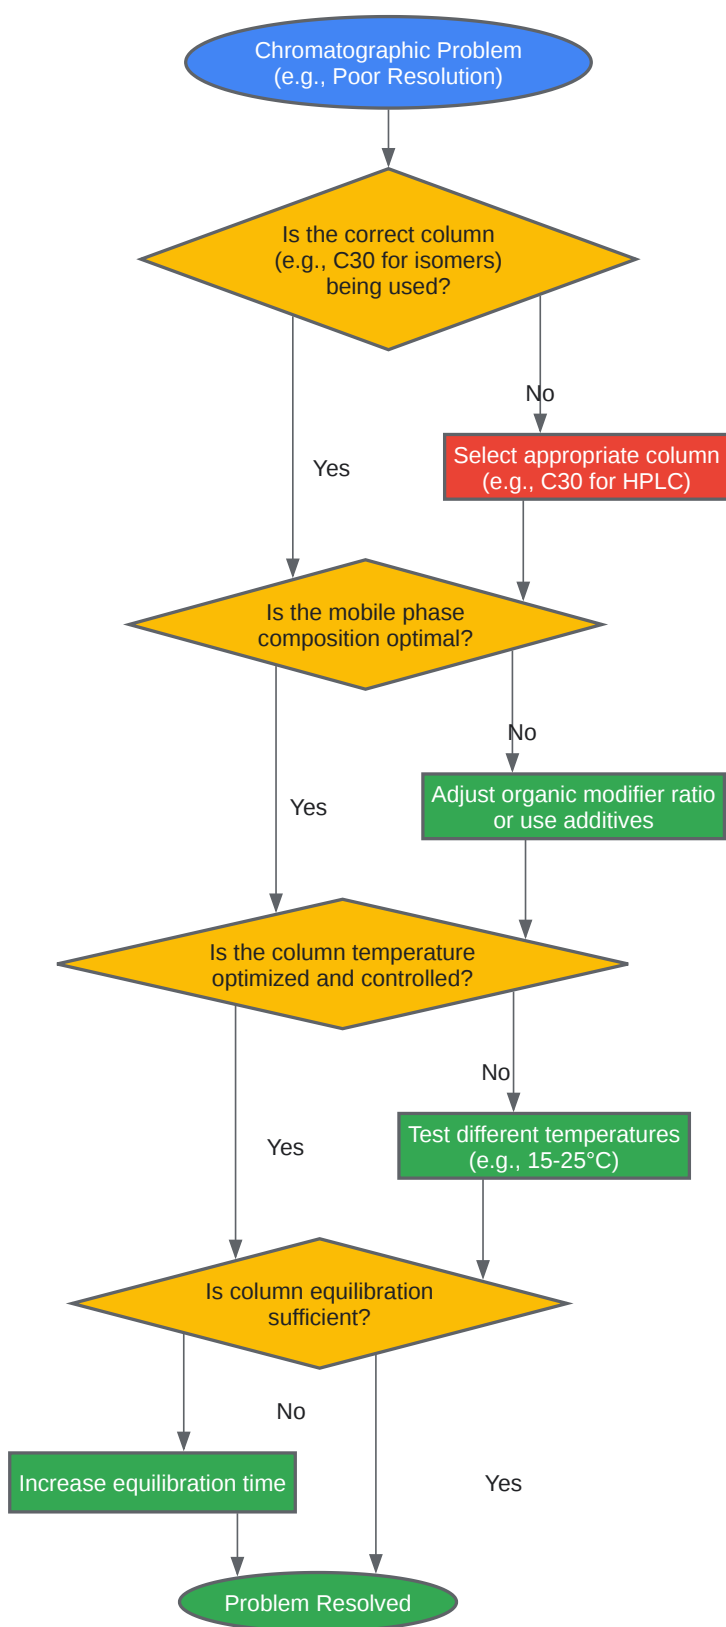 Chromatographic Problem
(e.g., Poor Resolution)
Is the correct column
(e.g., C30 for isomers)
being used?
No
Select appropriate column
(e.g., C30 for HPLC)
Yes
Is the mobile phase
composition optimal?
No
Adjust organic modifier ratio
or use additives
Yes
Is the column temperature
optimized and controlled?
No
Test different temperatures
(e.g., 15-25°C)
Yes
Is column equilibration
sufficient?
No
Increase equilibration time
Yes
Problem Resolved